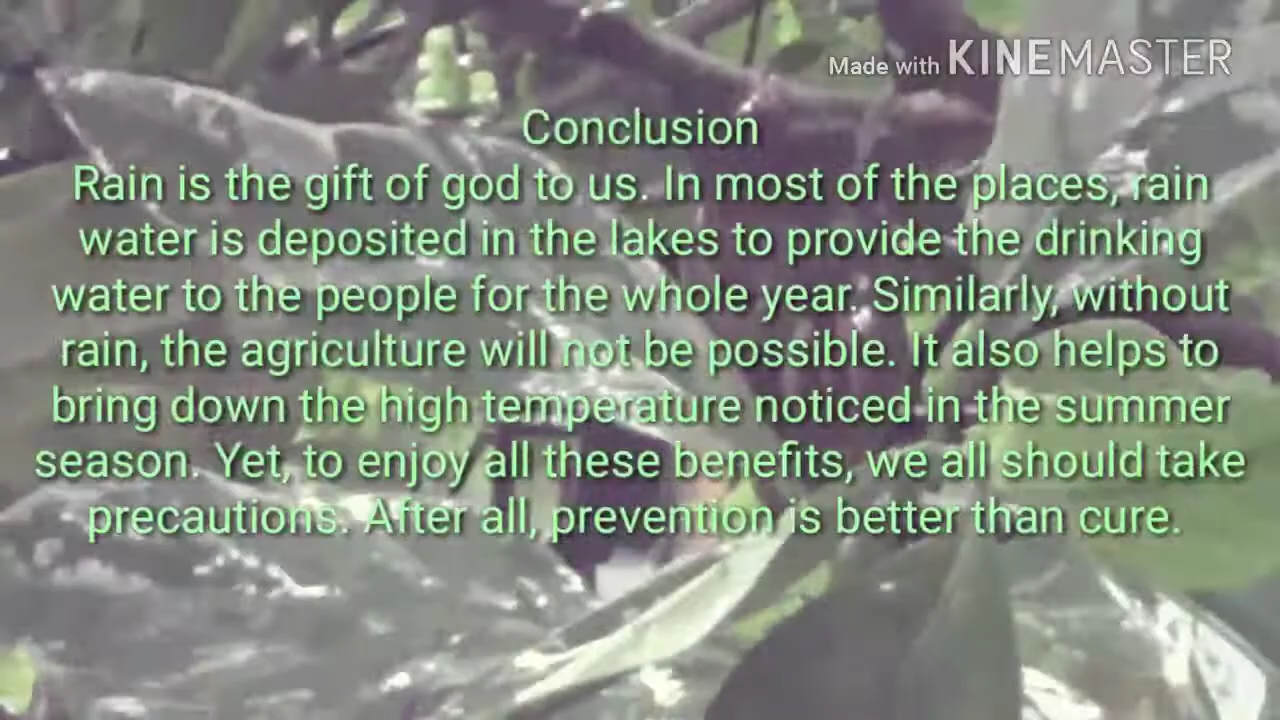 Made with KINEMASTER
Conclusion
Rain is the gift of god to us. In most of the places, rain
water is deposited in the lakes to provide the drinking
water to the people for the whole year. Similarly, without
rain, the agriculture will not be possible. It also helps to
bring down the high temperature noticed in the summer
season. Yet, to enjoy all these benefits, we all should take
precautions. After all, prevention is better than cure.